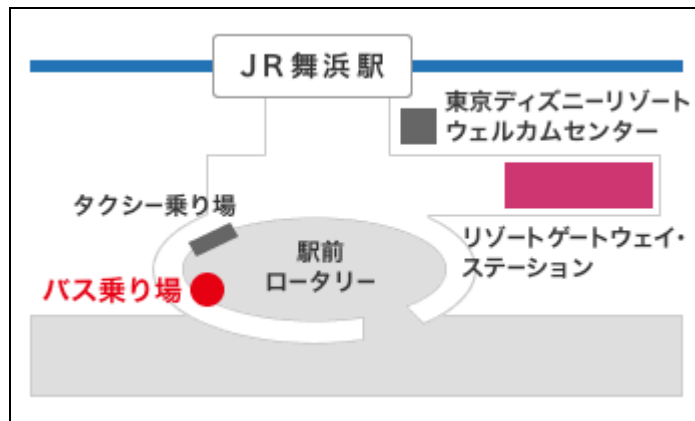 JR舞浜駅
東京ディズニーリゾート
ウェルカムセンター
タクシー乗り場
駅前
ロータリー
リゾートゲートウェイ・
ステーション
バス乗り場